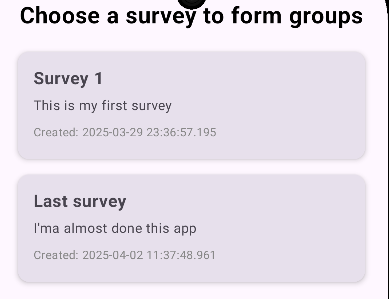 Choose a survey to form groups
Survey 1
This is my first survey
Created: 2025-03-29 23:36:57.195
Last survey
I'ma almost done this app
Created: 2025-04-02 11:37:48.961